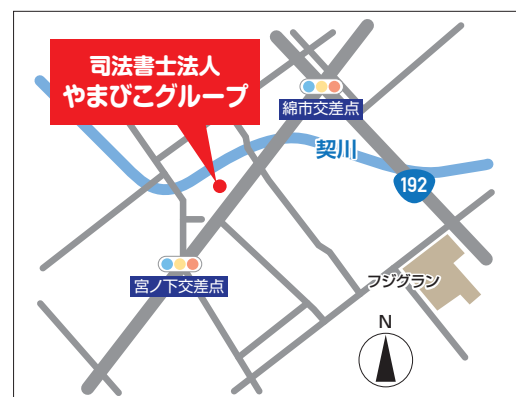 司法書士法人
やまびこグループ
綿市交差点
契川
192
フジグラン
宮ノ下交差点
N